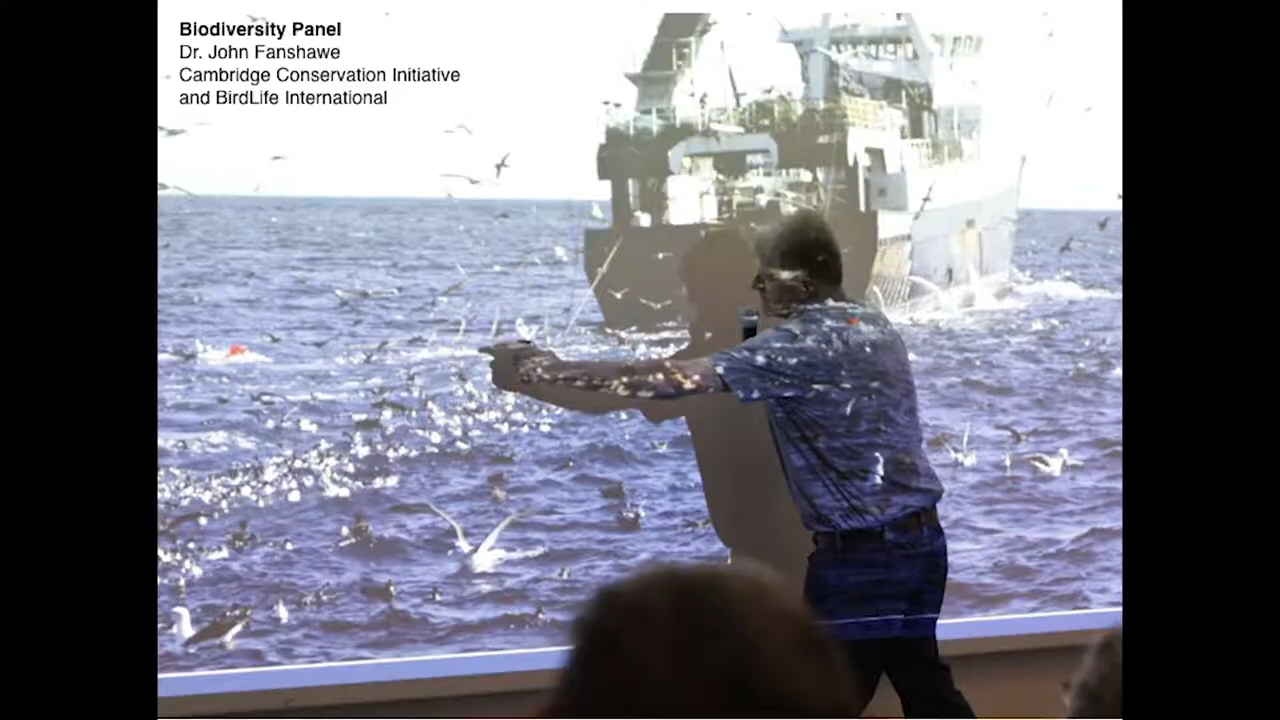 Biodiversity Panel
Dr. John Fanshawe
Cambridge Conservation Initiative
and BirdLife International